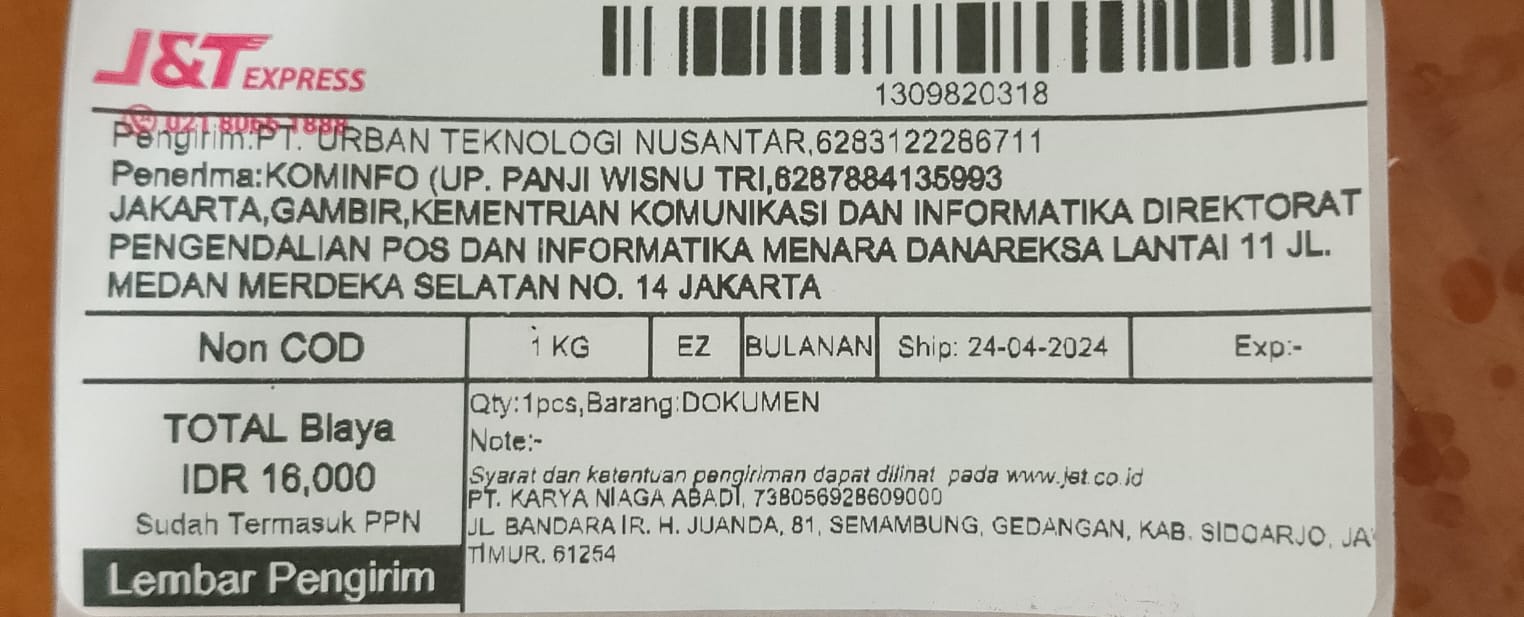 J&T EXPRESS
1309820318
021 8066 1888
Pengirim:PT. URBAN TEKNOLOGI NUSANTAR,6283122286711
Penerima:KOMINFO (UP. PANJI WISNU TRI,6287884135993
JAKARTA,GAMBIR,KEMENTRIAN KOMUNIKASI DAN INFORMATIKA DIREKTORAT
PENGENDALIAN POS DAN INFORMATIKA MENARA DANAREKSA LANTAI 11 JL.
MEDAN MERDEKA SELATAN NO. 14 JAKARTA
Non COD 1 KG EZ BULANAN Ship: 24-04-2024 Exp:-
TOTAL Biaya
IDR 16,000
Sudah Termasuk PPN
Lembar Pengirim
Qty:1pcs,Barang:DOKUMEN
Note:-
Syarat dan ketentuan pengiriman dapat dilihat pada www.jet.co.id
PT. KARYA NIAGA ABADI, 738056928609000
JL. BANDARA IR. H. JUANDA, 81, SEMAMBUNG, GEDANGAN, KAB. SIDOARJO, JA
TIMUR. 61254